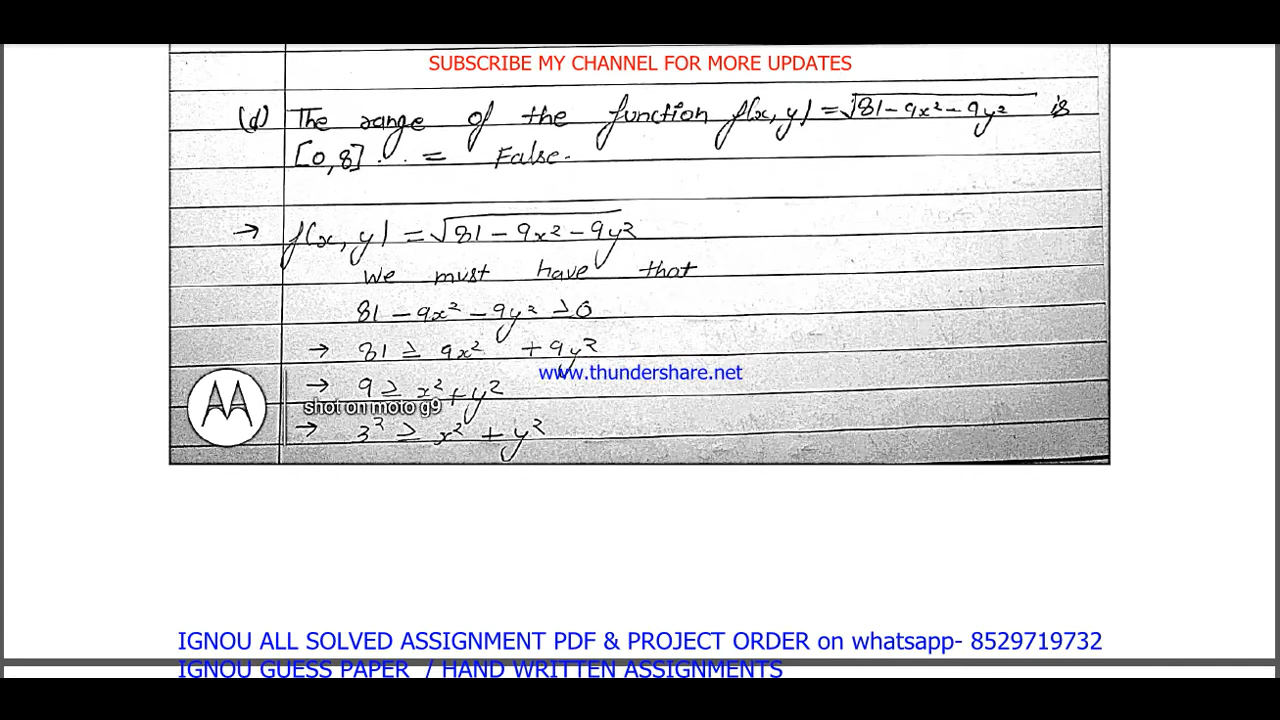 SUBSCRIBE MY CHANNEL FOR MORE UPDATES
(d) The range of the function f(x, y) = √81 - 9x² - 9y² is
[0, 8] . . = False.
→ f(x, y) = √81 - 9x² - 9y²
We must have that
81 - 9x² - 9y² ≥ 0
→ 81 ≥ 9x² + 9y²
www.thundershare.net
→ 9 ≥ x² + y²
shot on moto g9
→ 3² ≥ x² + y²
IGNOU ALL SOLVED ASSIGNMENT PDF & PROJECT ORDER on whatsapp- 8529719732
IGNOU GUESS PAPER / HAND WRITTEN ASSIGNMENTS